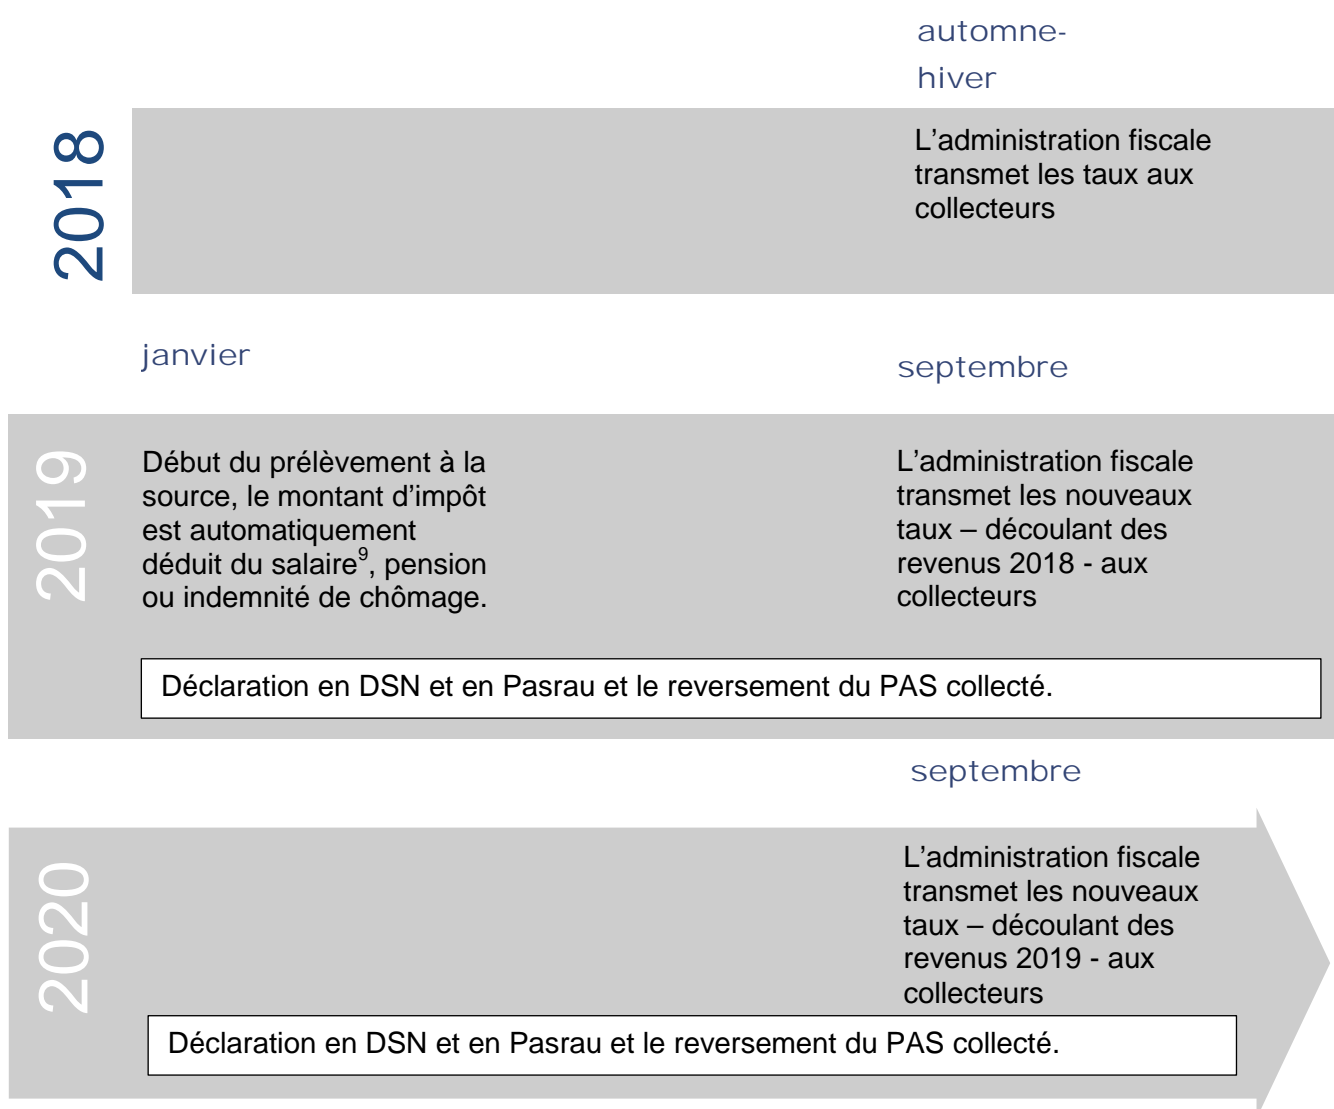 automne-
hiver
2018
L’administration fiscale
transmet les taux aux
collecteurs
janvier
septembre
2019
Début du prélèvement à la
source, le montant d’impôt
est automatiquement
déduit du salaire9, pension
ou indemnité de chômage.
L’administration fiscale
transmet les nouveaux
taux – découlant des
revenus 2018 - aux
collecteurs
Déclaration en DSN et en Pasrau et le reversement du PAS collecté.
septembre
2020
L’administration fiscale
transmet les nouveaux
taux – découlant des
revenus 2019 - aux
collecteurs
Déclaration en DSN et en Pasrau et le reversement du PAS collecté.